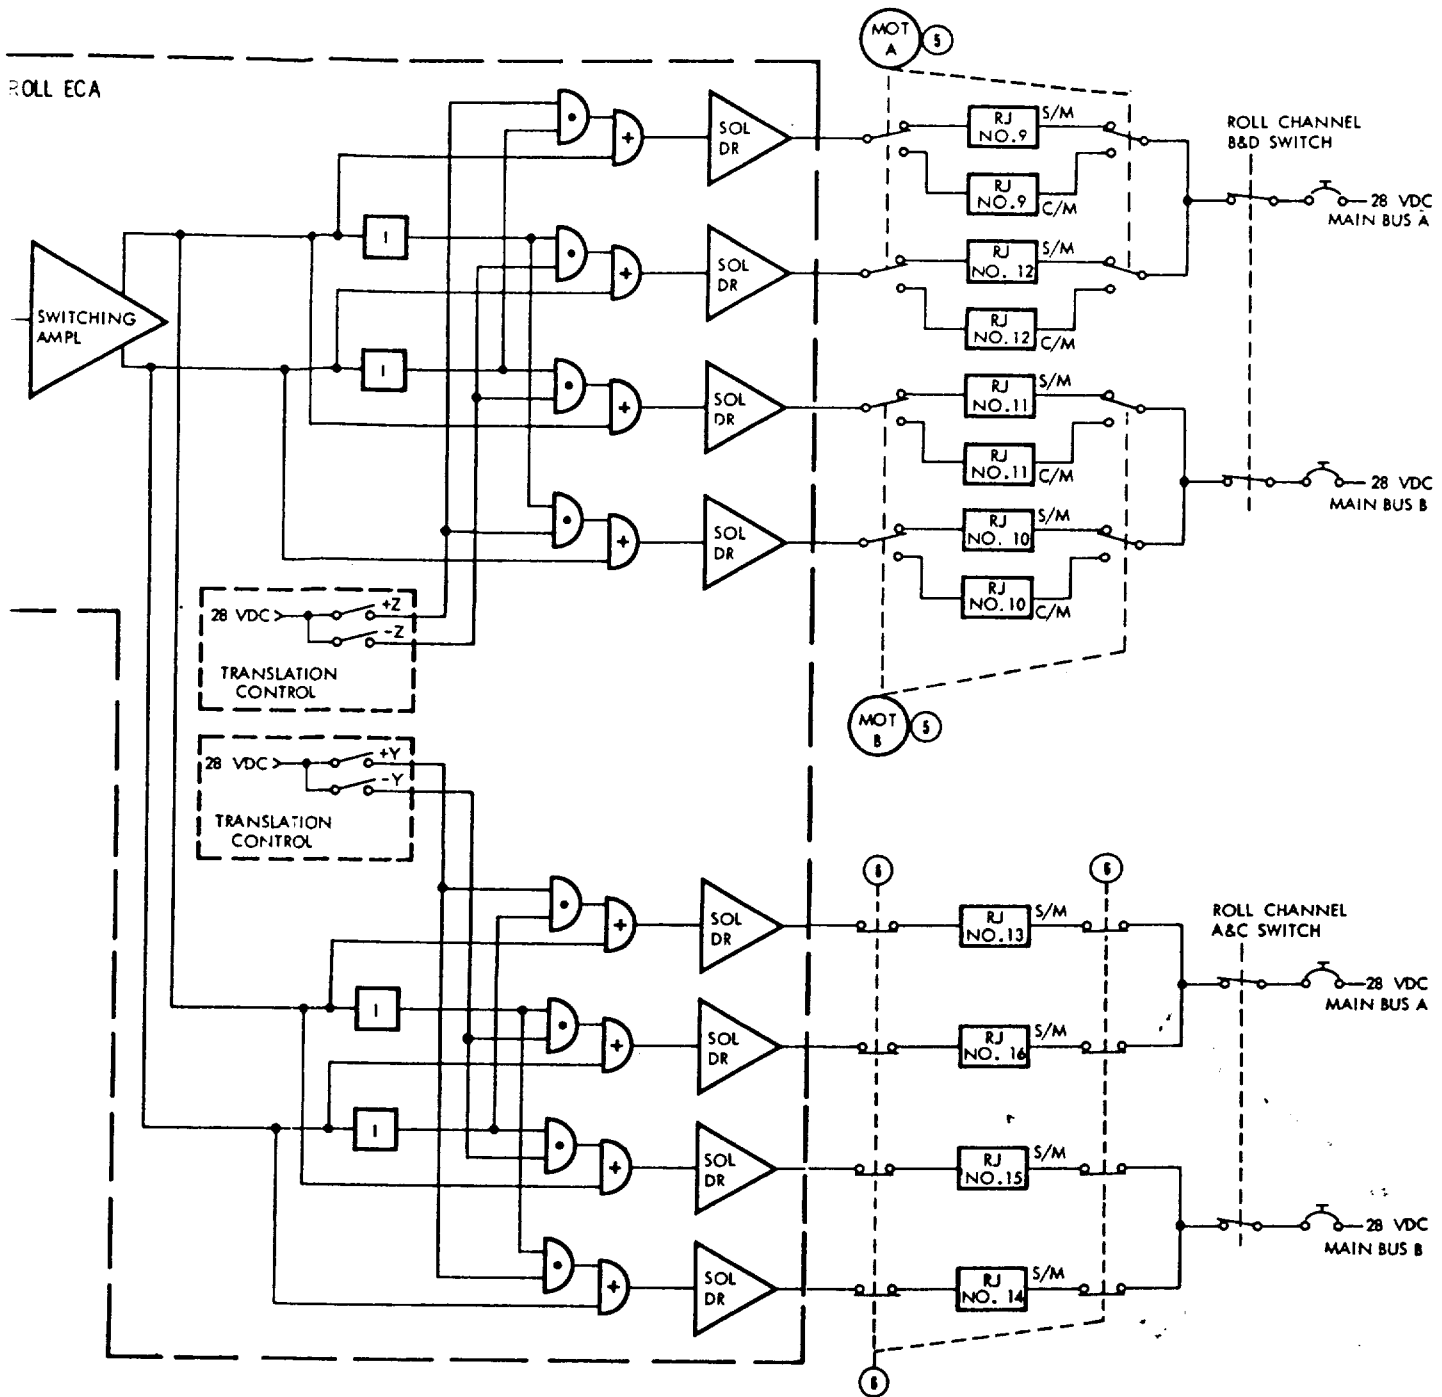 MOT
A
5
ROLL ECA
SOL
DR
RJ
NO.9
S/M
RJ
NO.9
C/M
ROLL CHANNEL
B&D SWITCH
28 VDC
MAIN BUS A
•
+
I
•
+
SOL
DR
RJ
NO. 12
S/M
RJ
NO.12
C/M
SWITCHING
AMPL
I
•
+
SOL
DR
RJ
NO.11
S/M
RJ
NO.11
C/M
28 VDC
MAIN BUS B
•
+
SOL
DR
RJ
NO. 10
S/M
RJ
NO.10
C/M
28 VDC
+Z
-Z
TRANSLATION
CONTROL
MOT
B
5
28 VDC
+Y
-Y
TRANSLATION
CONTROL
6
6
•
+
SOL
DR
RJ
NO.13
S/M
ROLL CHANNEL
A&C SWITCH
28 VDC
MAIN BUS A
I
•
+
SOL
DR
RJ
NO. 16
S/M
I
•
+
SOL
DR
RJ
NO.15
S/M
28 VDC
MAIN BUS B
•
+
SOL
DR
RJ
NO. 14
S/M
6